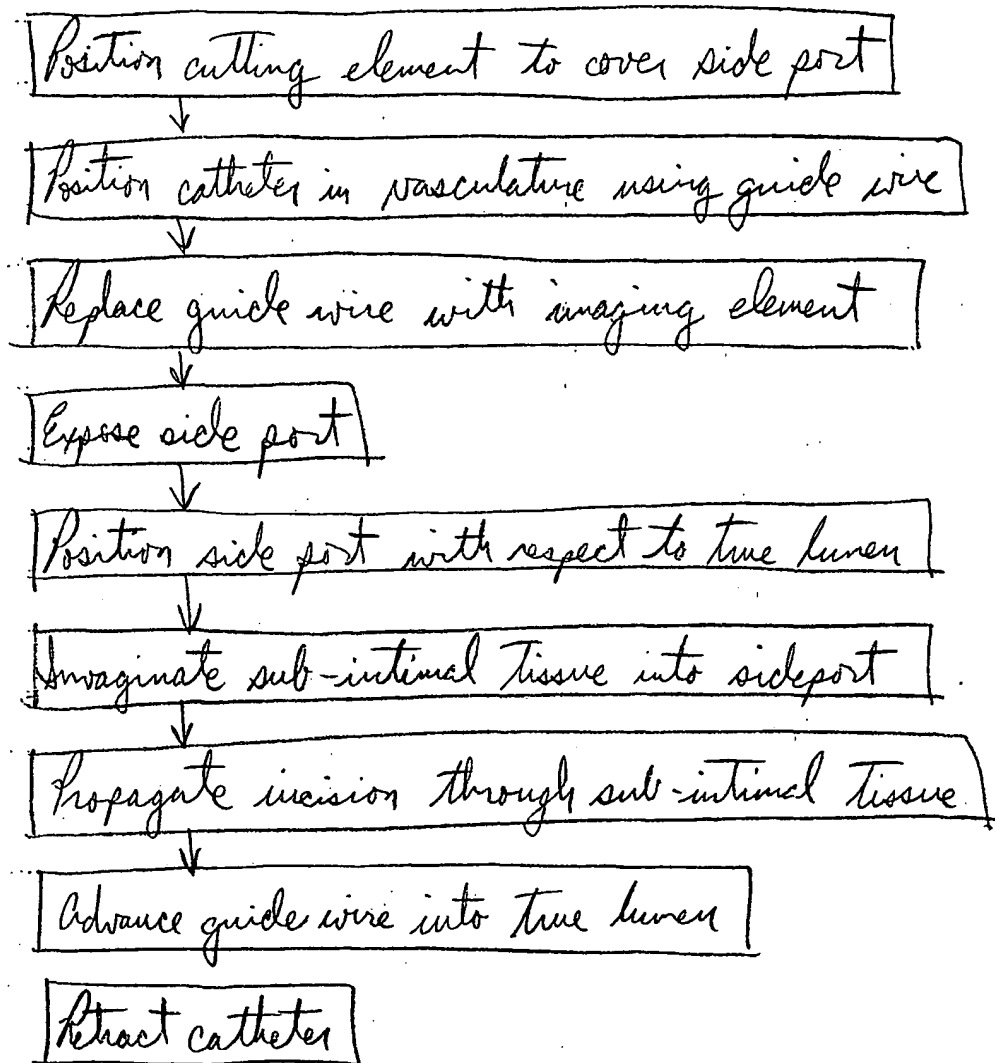 Position cutting element to cover side port
Position catheter in vasculature using guide wire
Replace guide wire with imaging element
Expose side port
Position side port with respect to true lumen
Invaginate sub-intimal tissue into sideport
Propagate incision through sub-intimal tissue
Advance guide wire into true lumen
Retract catheter